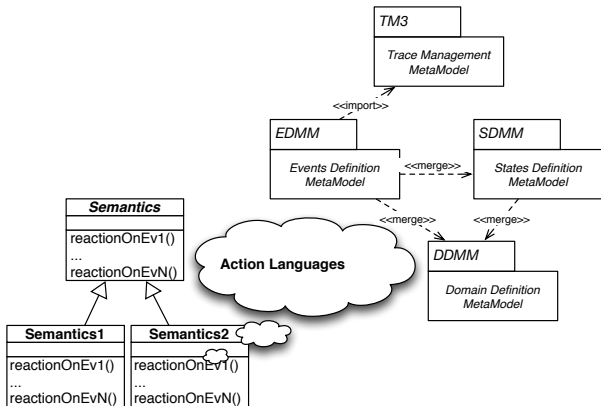 TM3
Trace Management
MetaModel
<<import>>
EDMM
Events Definition
MetaModel
<<merge>>
SDMM
States Definition
MetaModel
<<merge>>
<<merge>>
DDMM
Domain Definition
MetaModel
Semantics
reactionOnEv1()
...
reactionOnEvN()
Action Languages
Semantics1
reactionOnEv1()
...
reactionOnEvN()
Semantics2
reactionOnEv1()
...
reactionOnEvN()